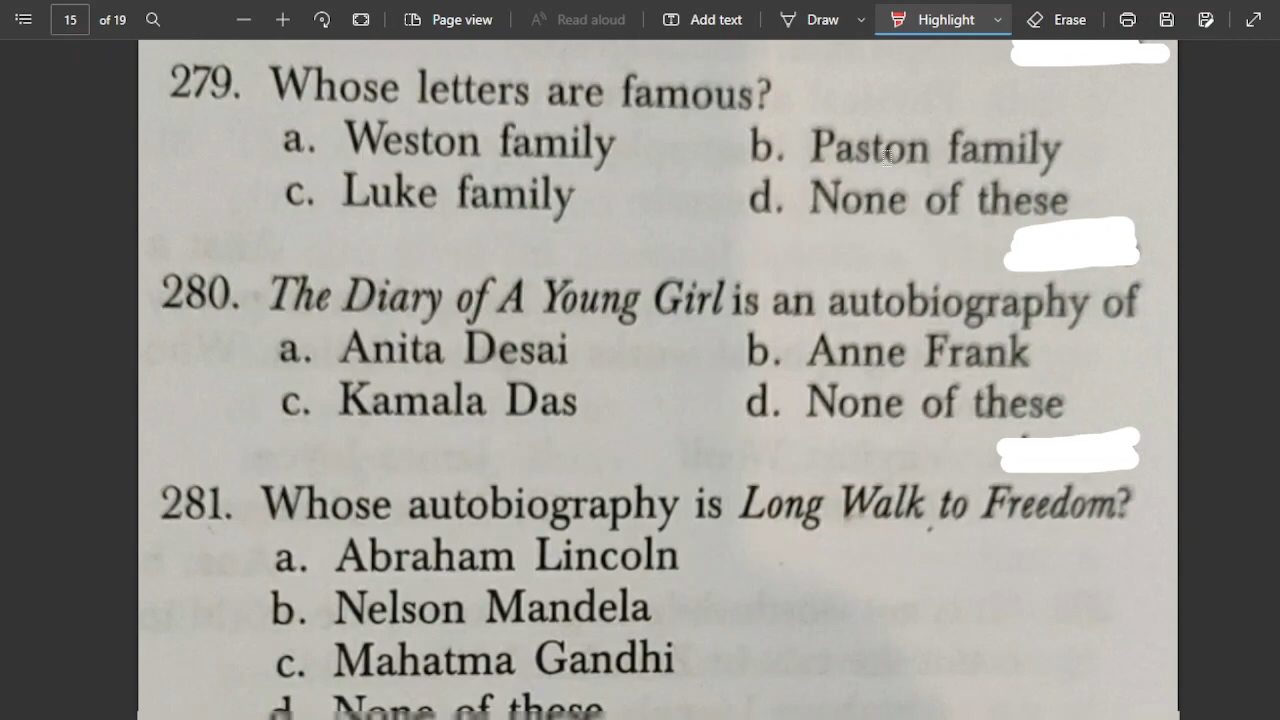 15 of 19 Page view Read aloud Add text Draw Highlight Erase
279. Whose letters are famous?
a. Weston family b. Paston family
c. Luke family d. None of these
280. The Diary of A Young Girl is an autobiography of
a. Anita Desai b. Anne Frank
c. Kamala Das d. None of these
281. Whose autobiography is Long Walk to Freedom?
a. Abraham Lincoln
b. Nelson Mandela
c. Mahatma Gandhi
d. None of these